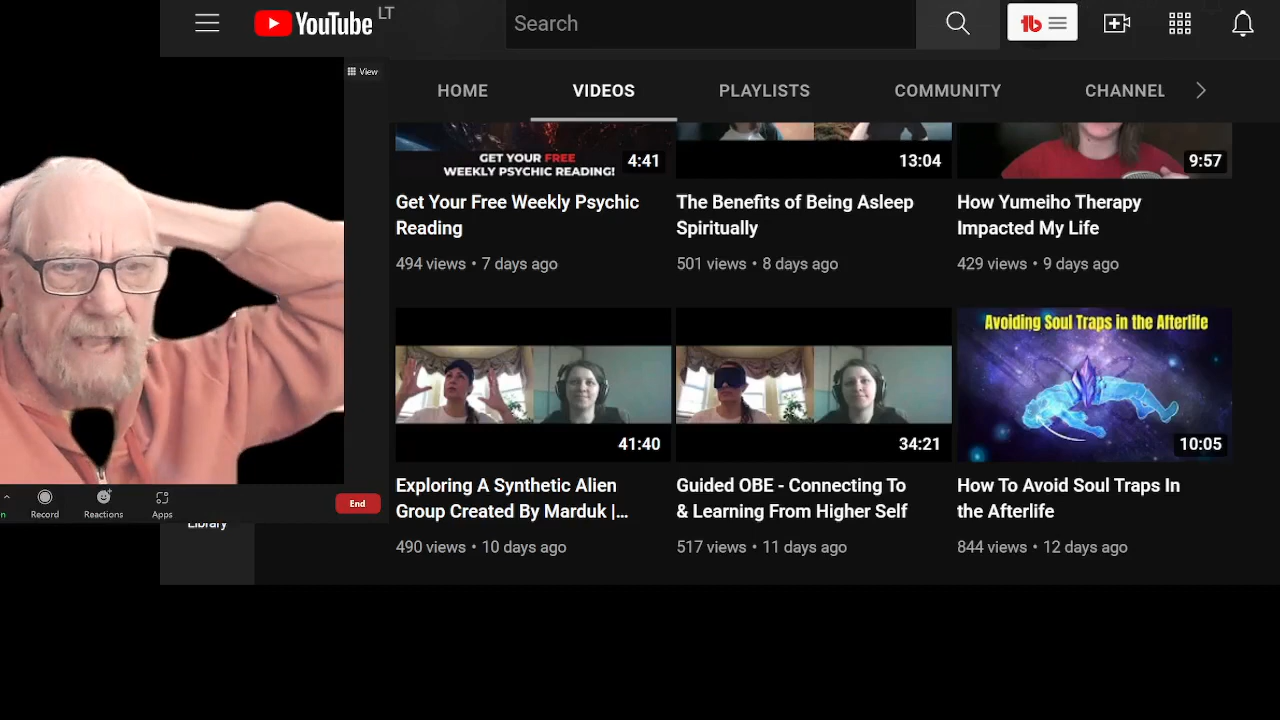 YouTube LT
Search
View
HOME
VIDEOS
PLAYLISTS
COMMUNITY
CHANNEL
GET YOUR FREE
WEEKLY PSYCHIC READING!
4:41
13:04
9:57
Get Your Free Weekly Psychic
Reading
494 views • 7 days ago
The Benefits of Being Asleep
Spiritually
501 views • 8 days ago
How Yumeiho Therapy
Impacted My Life
429 views • 9 days ago
41:40
34:21
Avoiding Soul Traps in the Afterlife
10:05
Exploring A Synthetic Alien
Group Created By Marduk |...
490 views • 10 days ago
Guided OBE - Connecting To
& Learning From Higher Self
517 views • 11 days ago
How To Avoid Soul Traps In
the Afterlife
844 views • 12 days ago
Record
Reactions
Apps
End
Library